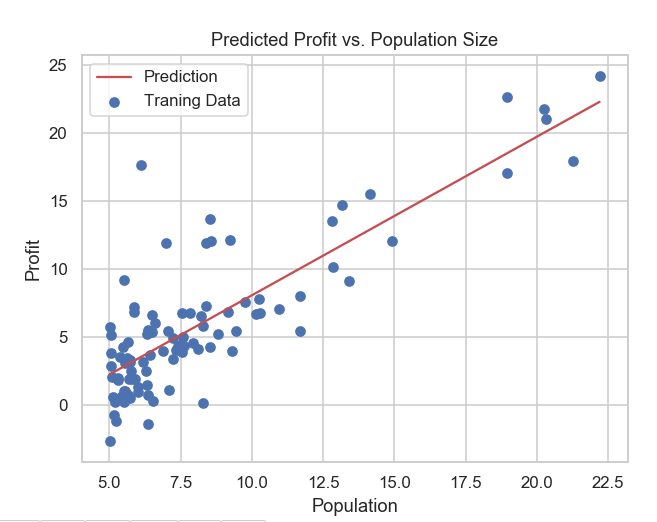 Predicted Profit vs. Population Size
Prediction
Traning Data
25
20
15
10
5
0
Profit
5.0 7.5 10.0 12.5 15.0 17.5 20.0 22.5
Population